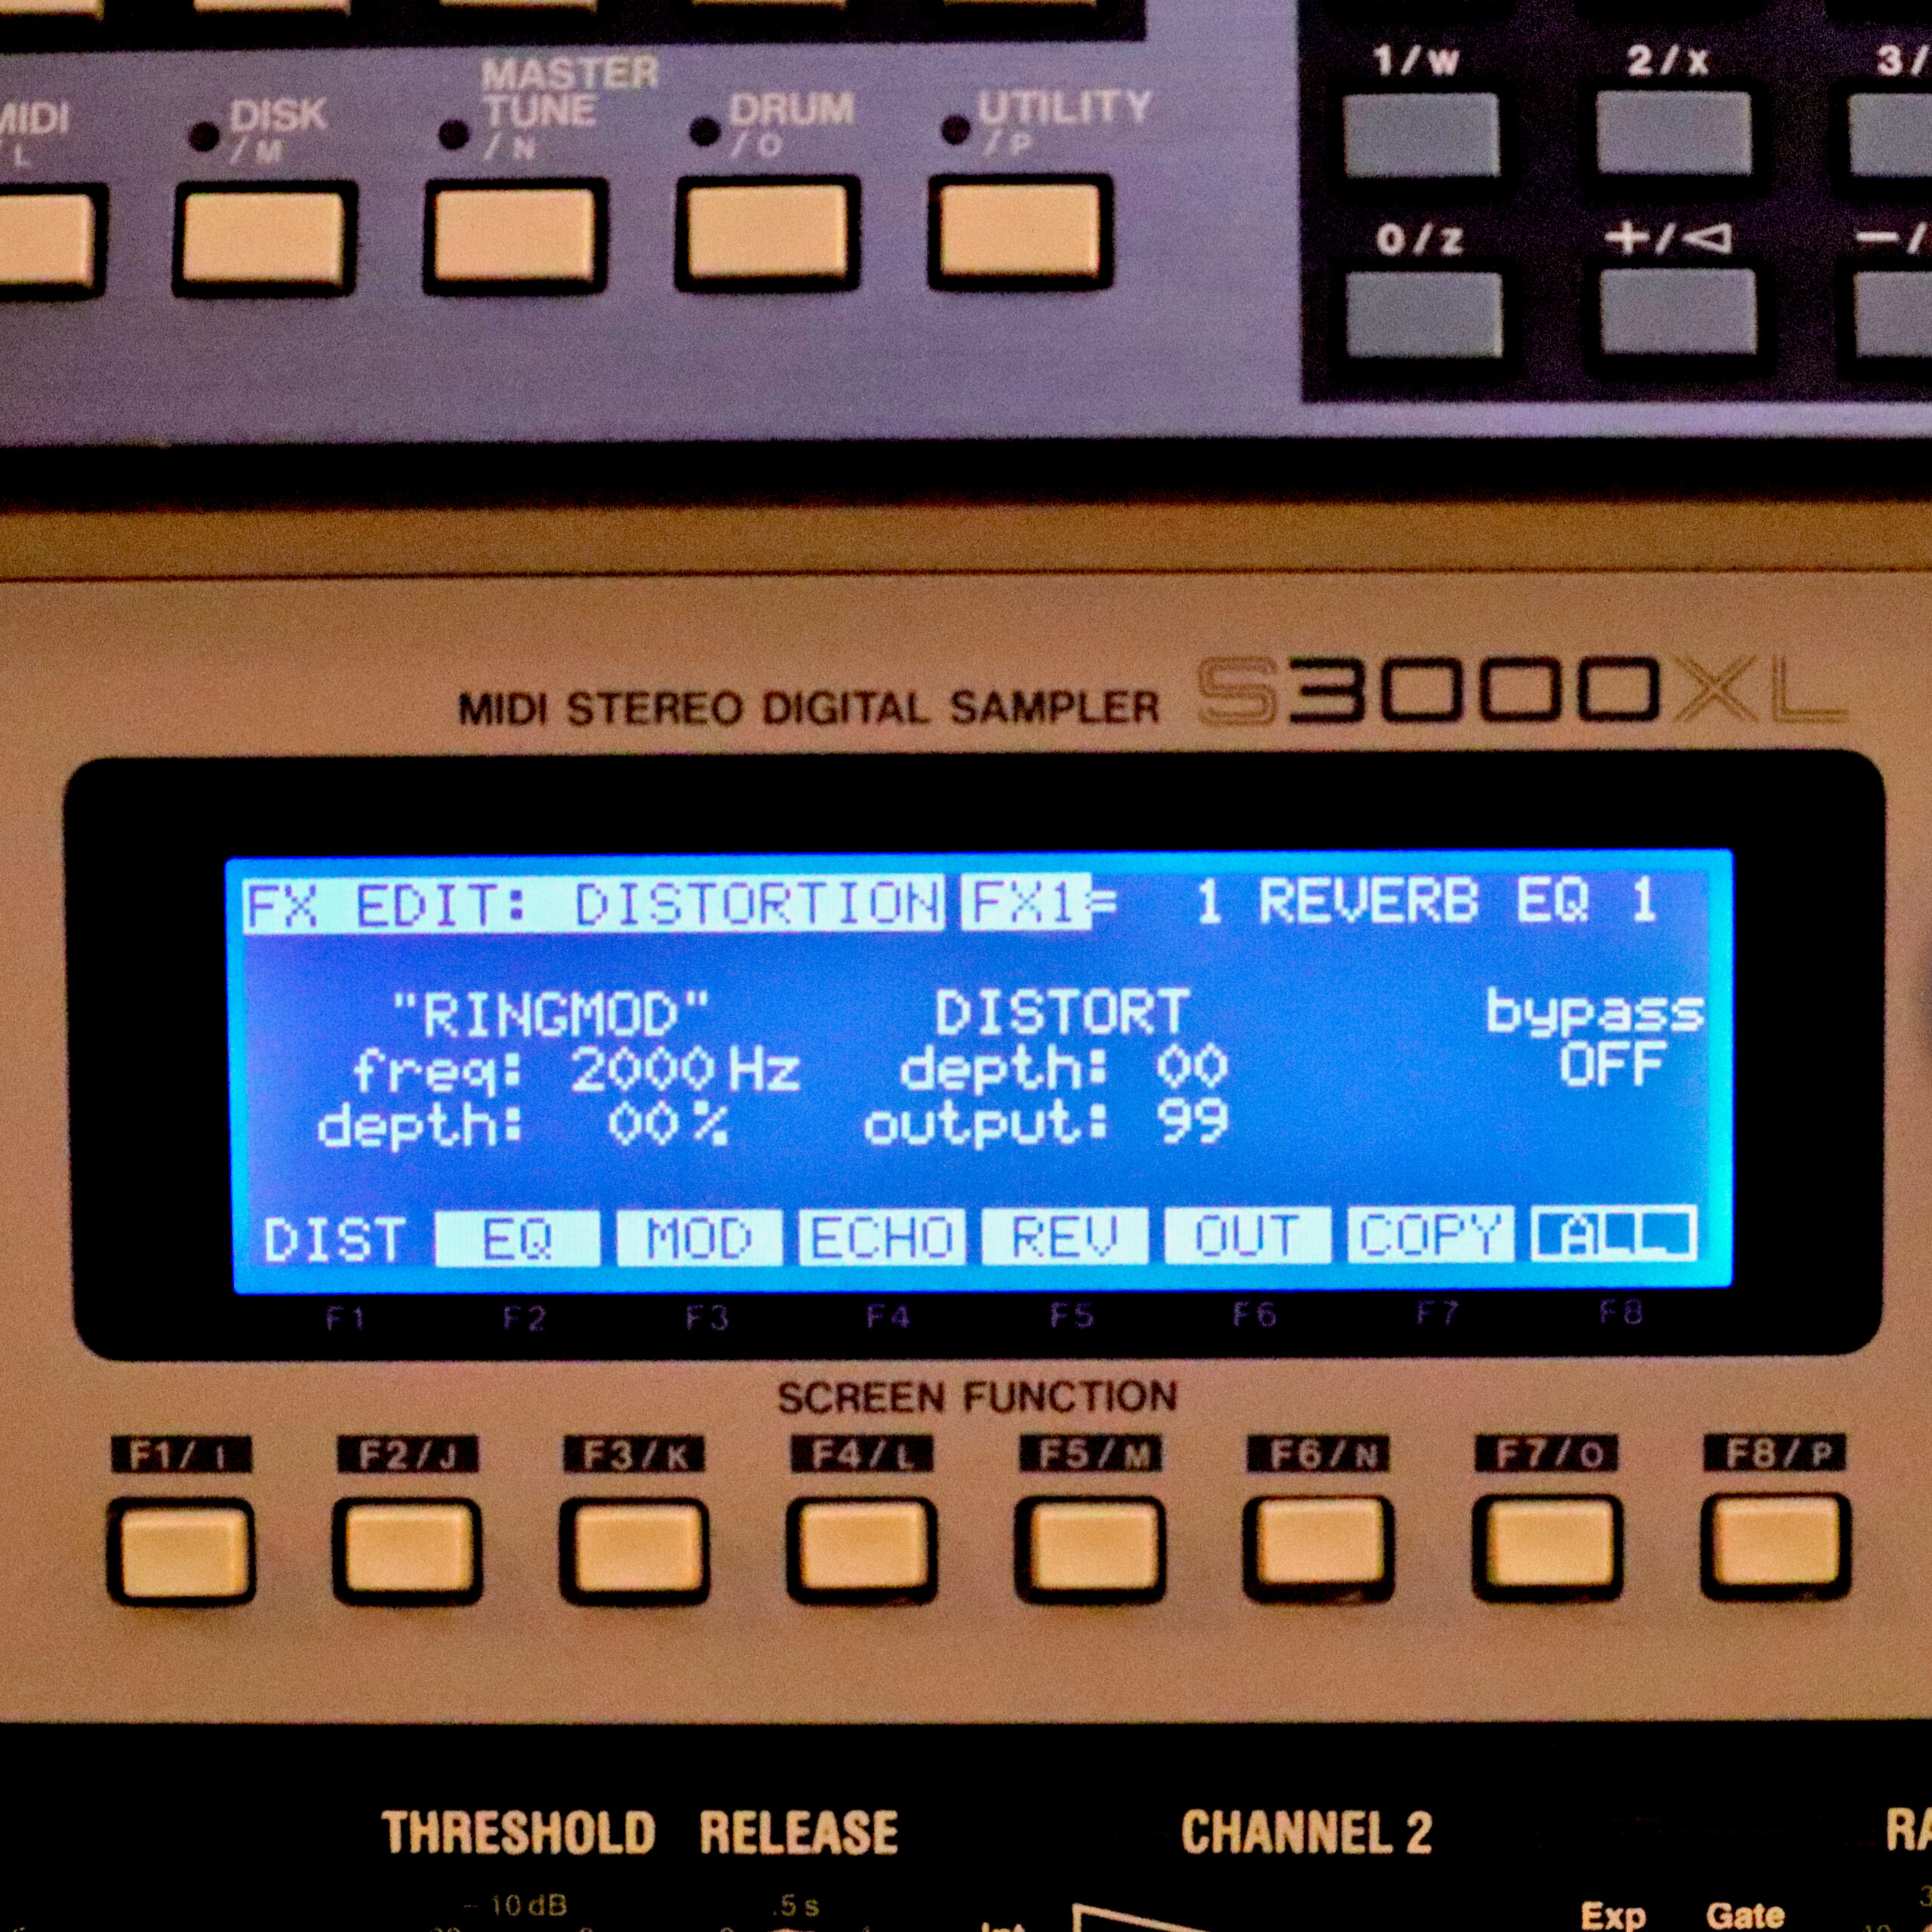 1/w 2/x 3/
MIDI DISK MASTER TUNE DRUM UTILITY
/L /M /N /O /P
0/z +/◁ −/
MIDI STEREO DIGITAL SAMPLER S3000XL
FX EDIT: DISTORTION FX1= 1 REVERB EQ 1
"RINGMOD" DISTORT bypass
freq: 2000Hz depth: 00 OFF
depth: 00% output: 99
DIST EQ MOD ECHO REV OUT COPY ALL
F1 F2 F3 F4 F5 F6 F7 F8
SCREEN FUNCTION
F1/I F2/J F3/K F4/L F5/M F6/N F7/O F8/P
THRESHOLD RELEASE CHANNEL 2
-10dB .5s Exp Gate